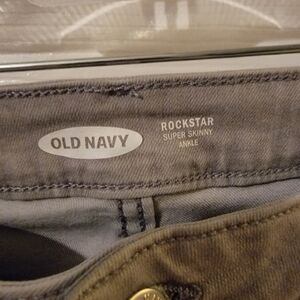 OLD NAVY
ROCKSTAR
SUPER SKINNY
ANKLE